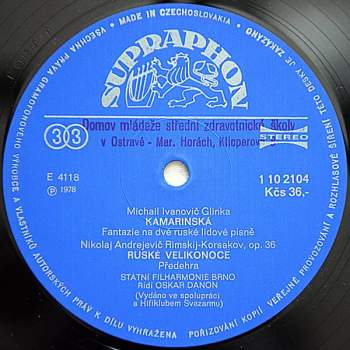 MADE IN CZECHOSLOVAKIA • VŠECHNA PRÁVA GRAMOFONOVÉHO VÝROBCE A VLASTNÍKŮ AUTORSKÝCH PRÁV K DÍLU VYHRAŽENA • POŘIZOVÁNÍ KOPIÍ, VEŘEJNÉ PROVOZOVÁNÍ A ROZHLASOVÉ ŠÍŘENÍ TÉTO DESKY JE ZAKÁZÁNO •
SUPRAPHON
33
STEREO
Domov mládeže střední zdravotnické školy
v Ostravě - Mar. Horách, Klicperova
E 4118
℗ 1978
1 10 2104
Kčs 36,-
Michail Ivanovič Glinka
KAMARINSKÁ
Fantazie na dvě ruské lidové písně
Nikolaj Andrejevič Rimskij-Korsakov, op. 36
RUSKÉ VELIKONOCE
Předehra
STÁTNÍ FILHARMONIE BRNO
Řídí OSKAR DANON
(Vydáno ve spolupráci
s Hifiklubem Svazarmu)